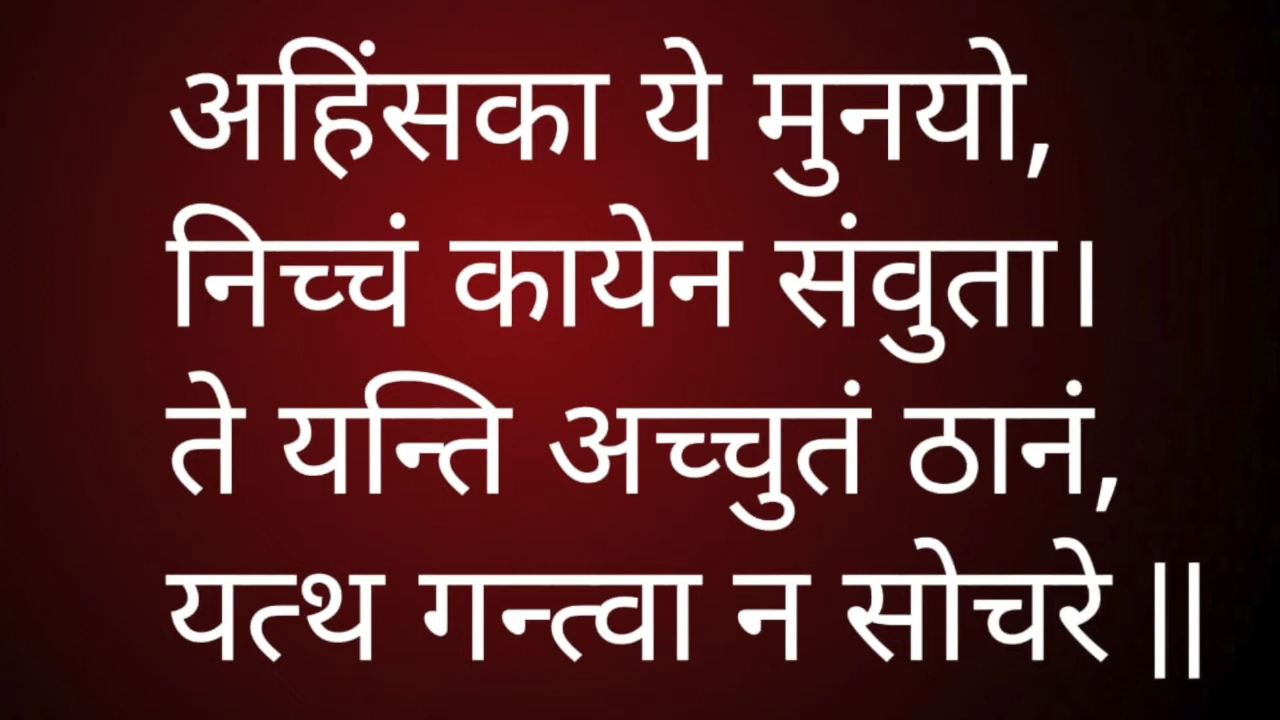 अहिंसका ये मुनयो,
निच्चं कायेन संवुता।
ते यन्ति अच्चुतं ठानं,
यत्थ गन्त्वा न सोचरे ||